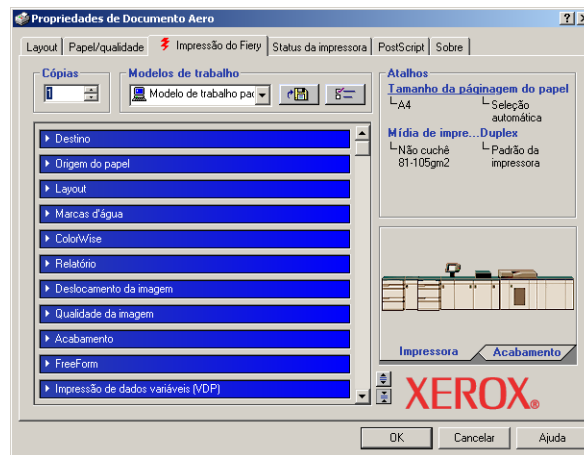 Propriedades de Documento Aero
Layout Papel/qualidade Impressão do Fiery Status da impressora PostScript Sobre
Cópias
1
Modelos de trabalho
Modelo de trabalho pad
Destino
Origem do papel
Layout
Marcas d'água
ColorWise
Relatório
Deslocamento da imagem
Qualidade da imagem
Acabamento
FreeForm
Impressão de dados variáveis (VDP)
Atalhos
Tamanho da páginagem do papel
A4 Seleção
automática
Mídia de impre...Duplex
Não cuchê Padrão da
81-105gm2 impressora
Impressora Acabamento
XEROX®
OK Cancelar Ajuda